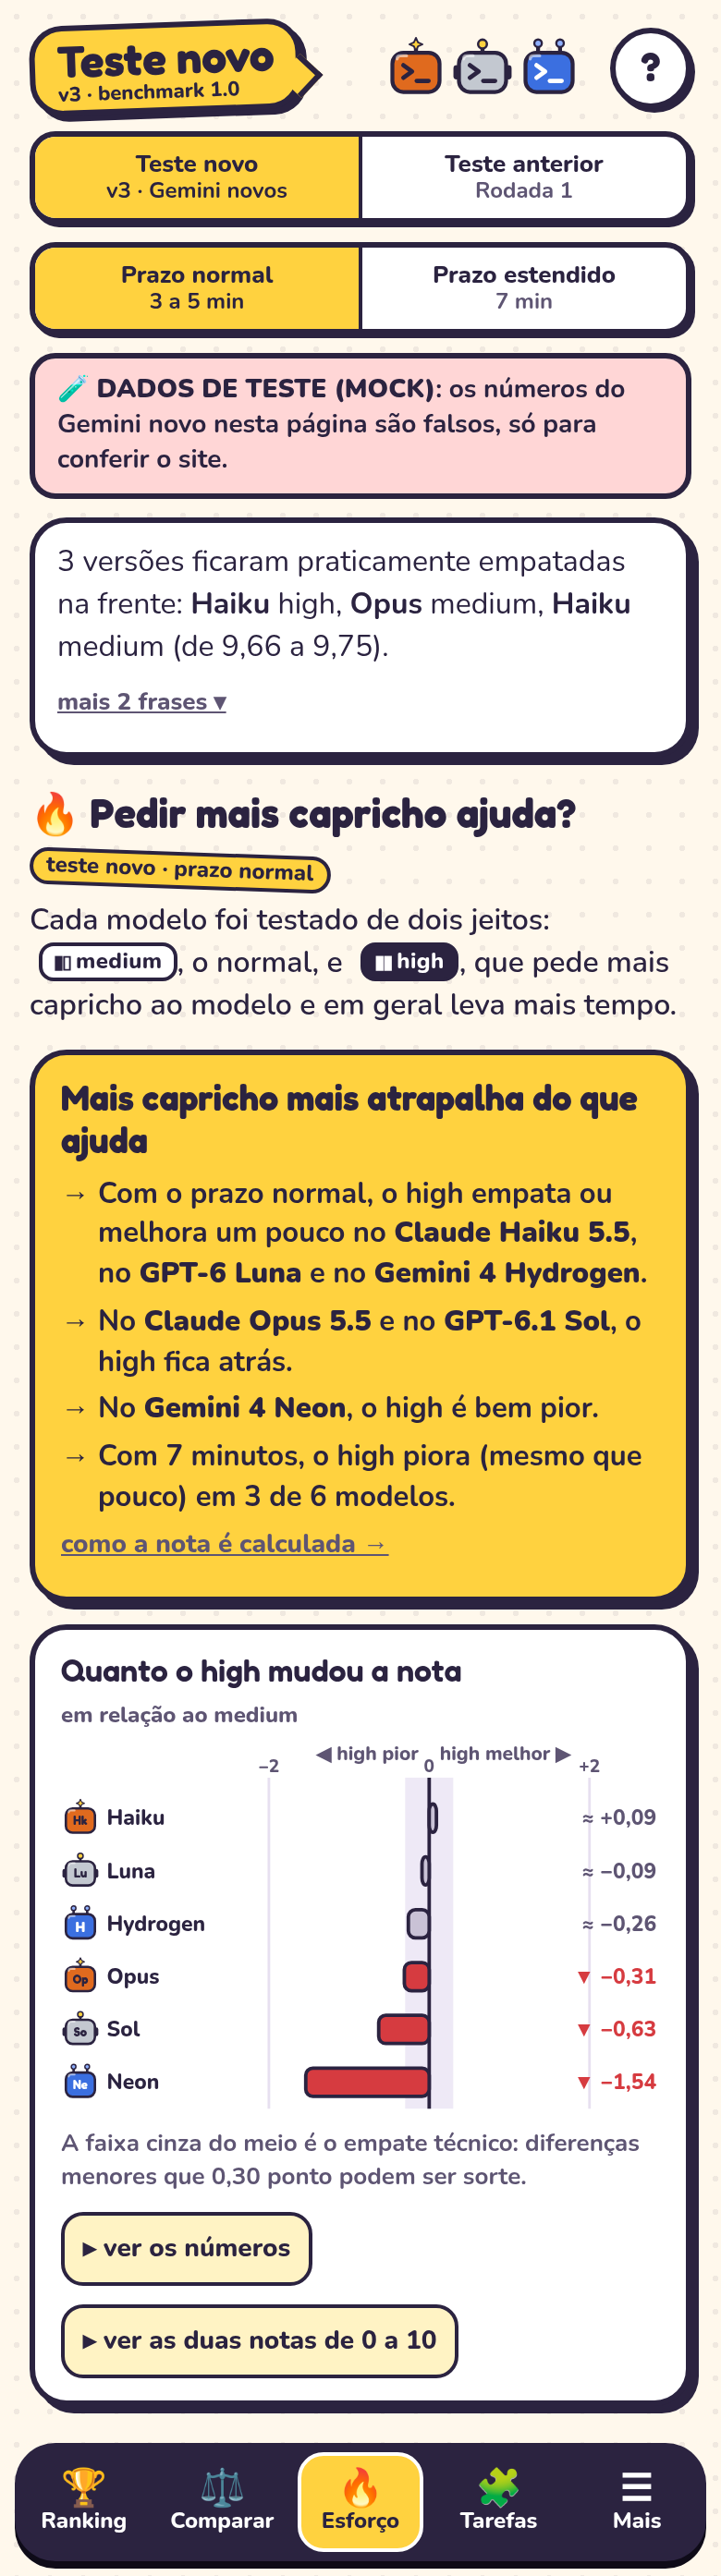 Teste novo
v3 · benchmark 1.0
?
Teste novo
v3 · Gemini novos
Teste anterior
Rodada 1
Prazo normal
3 a 5 min
Prazo estendido
7 min
🧪 DADOS DE TESTE (MOCK): os números do
Gemini novo nesta página são falsos, só para
conferir o site.
3 versões ficaram praticamente empatadas
na frente: Haiku high, Opus medium, Haiku
medium (de 9,66 a 9,75).
mais 2 frases ▾
🔥 Pedir mais capricho ajuda?
teste novo · prazo normal
Cada modelo foi testado de dois jeitos:
medium, o normal, e high, que pede mais
capricho ao modelo e em geral leva mais tempo.
Mais capricho mais atrapalha do que
ajuda
→ Com o prazo normal, o high empata ou
melhora um pouco no Claude Haiku 5.5,
no GPT-6 Luna e no Gemini 4 Hydrogen.
→ No Claude Opus 5.5 e no GPT-6.1 Sol, o
high fica atrás.
→ No Gemini 4 Neon, o high é bem pior.
→ Com 7 minutos, o high piora (mesmo que
pouco) em 3 de 6 modelos.
como a nota é calculada →
Quanto o high mudou a nota
em relação ao medium
◀ high pior high melhor ▶
−2 0 +2
Hk Haiku ≈ +0,09
Lu Luna ≈ −0,09
H Hydrogen ≈ −0,26
Op Opus ▼ −0,31
So Sol ▼ −0,63
Ne Neon ▼ −1,54
A faixa cinza do meio é o empate técnico: diferenças
menores que 0,30 ponto podem ser sorte.
▸ ver os números
▸ ver as duas notas de 0 a 10
Ranking
Comparar
Esforço
Tarefas
Mais